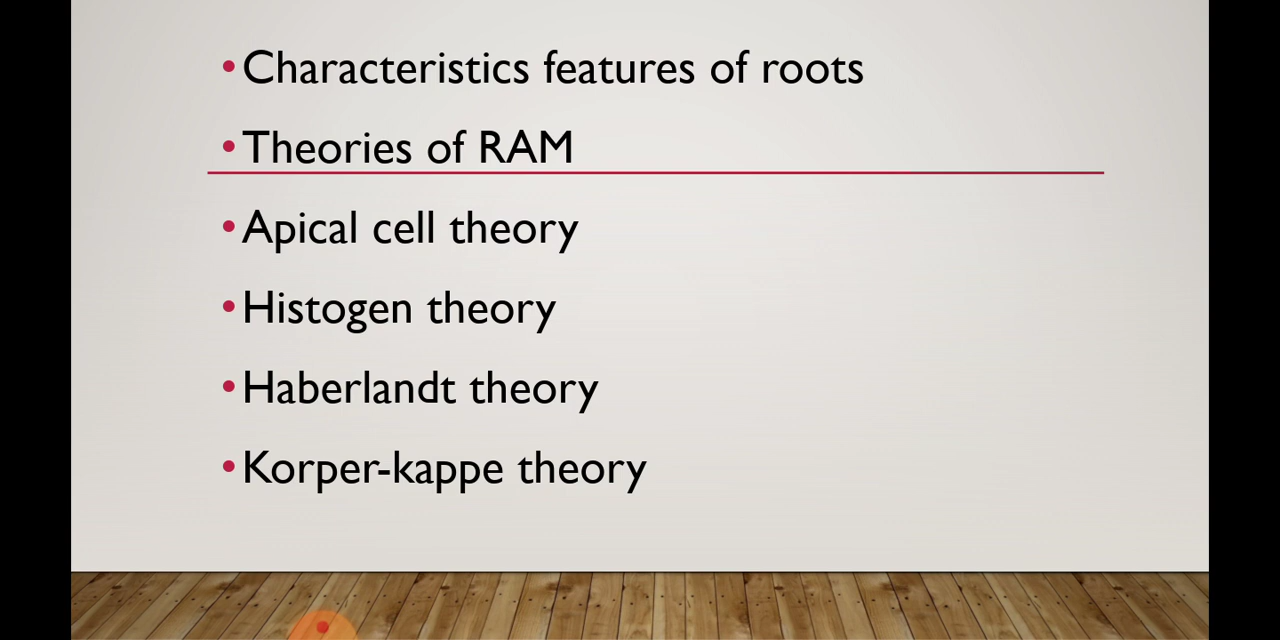 •Characteristics features of roots
•Theories of RAM
•Apical cell theory
•Histogen theory
•Haberlandt theory
•Korper-kappe theory